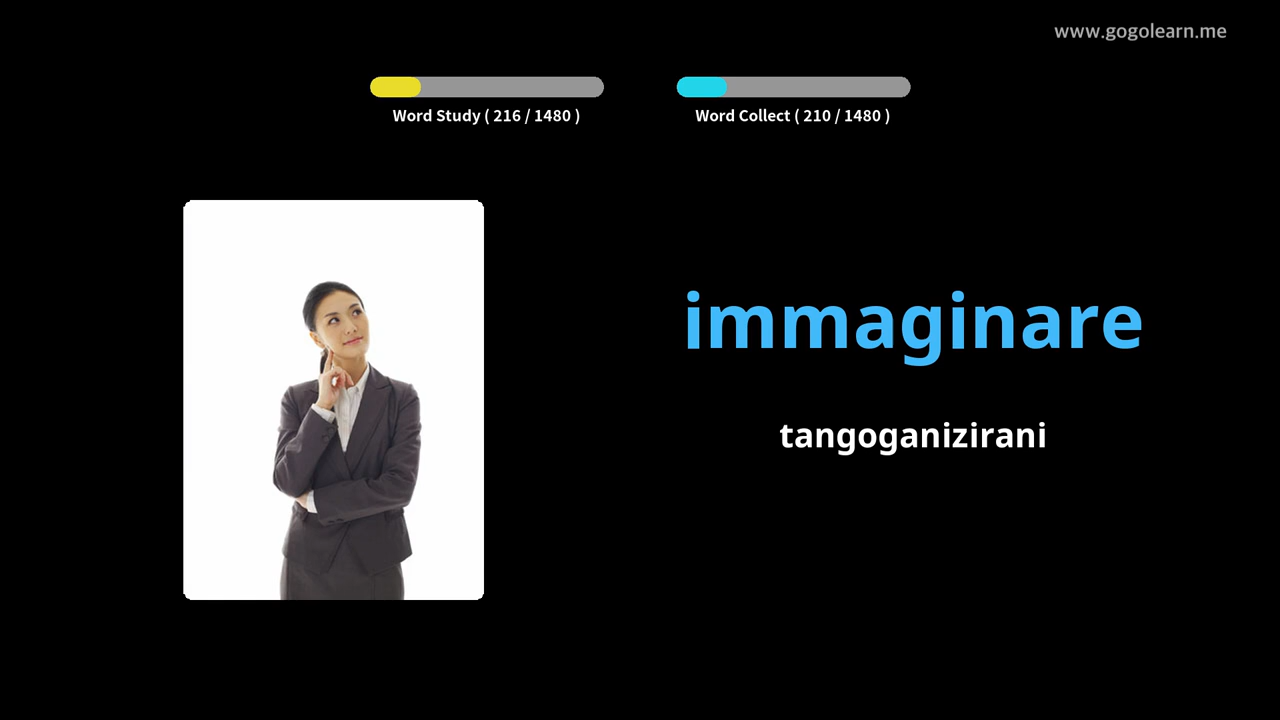 www.gogolearn.me
Word Study ( 216 / 1480 )
Word Collect ( 210 / 1480 )
immaginare
tangoganizirani